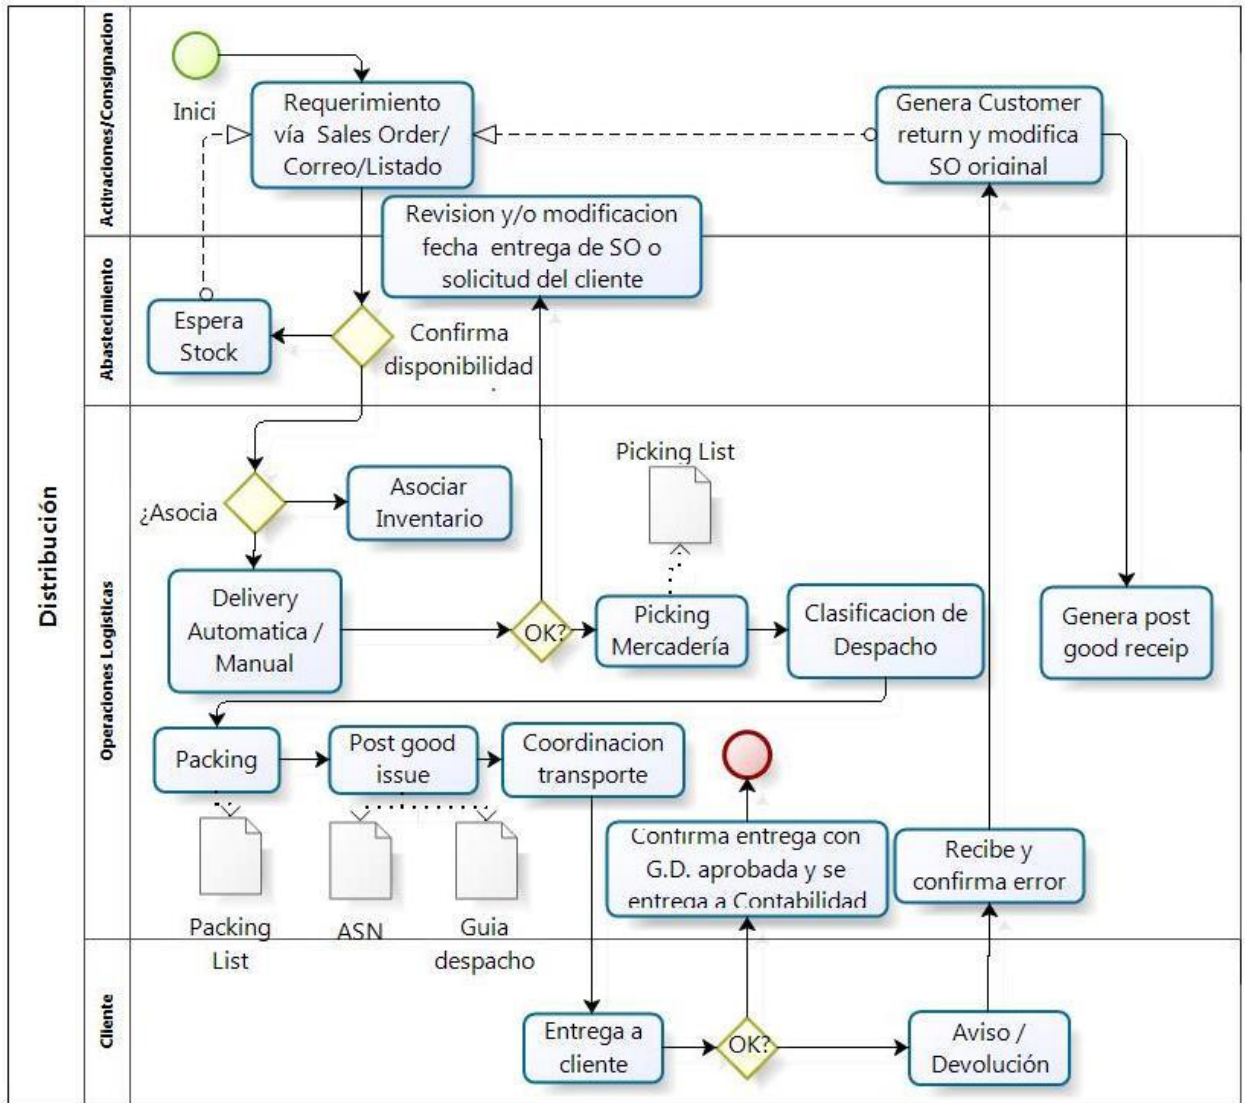 Distribución
Activaciones/Consignacion
Inici
Requerimiento
vía Sales Order/
Correo/Listado
Genera Customer
return y modifica
SO original
Revision y/o modificacion
fecha entrega de SO o
solicitud del cliente
Abastecimiento
Espera
Stock
Confirma
disponibilidad
Operaciones Logísticas
¿Asocia
Asociar
Inventario
Picking List
Delivery
Automatica /
Manual
OK?
Picking
Mercadería
Clasificacion de
Despacho
Genera post
good receip
Packing
Post good
issue
Coordinacion
transporte
Packing
List
ASN
Guia
despacho
Confirma entrega con
G.D. aprobada y se
entrega a Contabilidad
Recibe y
confirma error
Cliente
Entrega a
cliente
OK?
Aviso /
Devolución